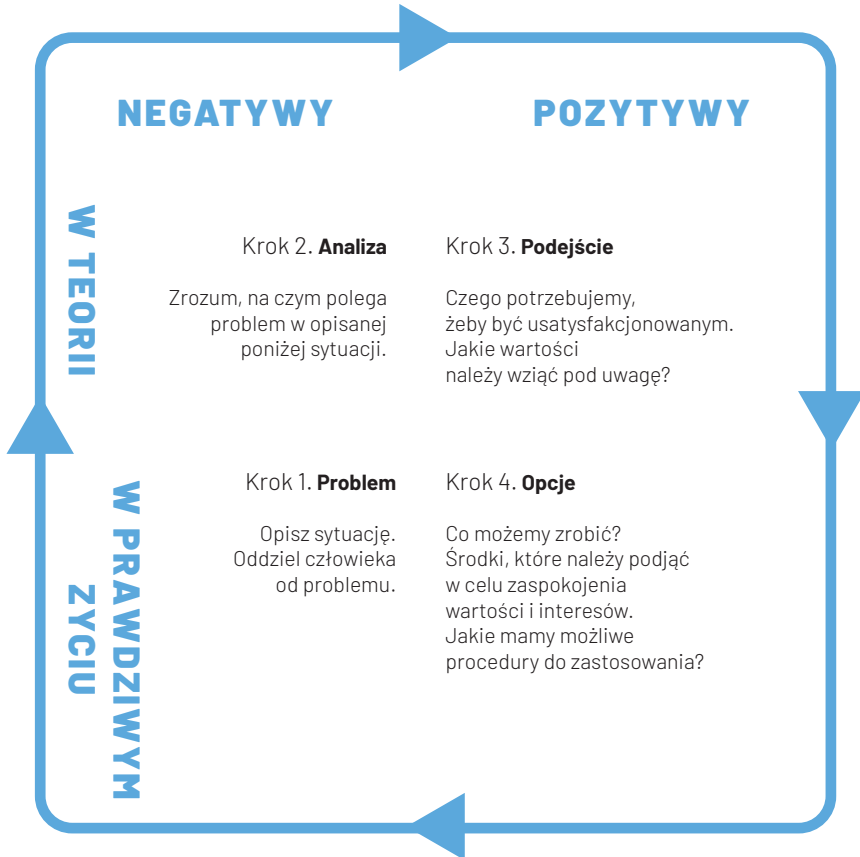 NEGATYWY
POZYTYWY
W TEORII
Krok 2. Analiza
Zrozum, na czym polega
problem w opisanej
poniżej sytuacji.
Krok 3. Podejście
Czego potrzebujemy,
żeby być usatysfakcjonowanym.
Jakie wartości
należy wziąć pod uwagę?
W PRAWDZIWYM
ZYCIU
Krok 1. Problem
Opisz sytuację.
Oddziel człowieka
od problemu.
Krok 4. Opcje
Co możemy zrobić?
Środki, które należy podjąć
w celu zaspokojenia
wartości i interesów.
Jakie mamy możliwe
procedury do zastosowania?